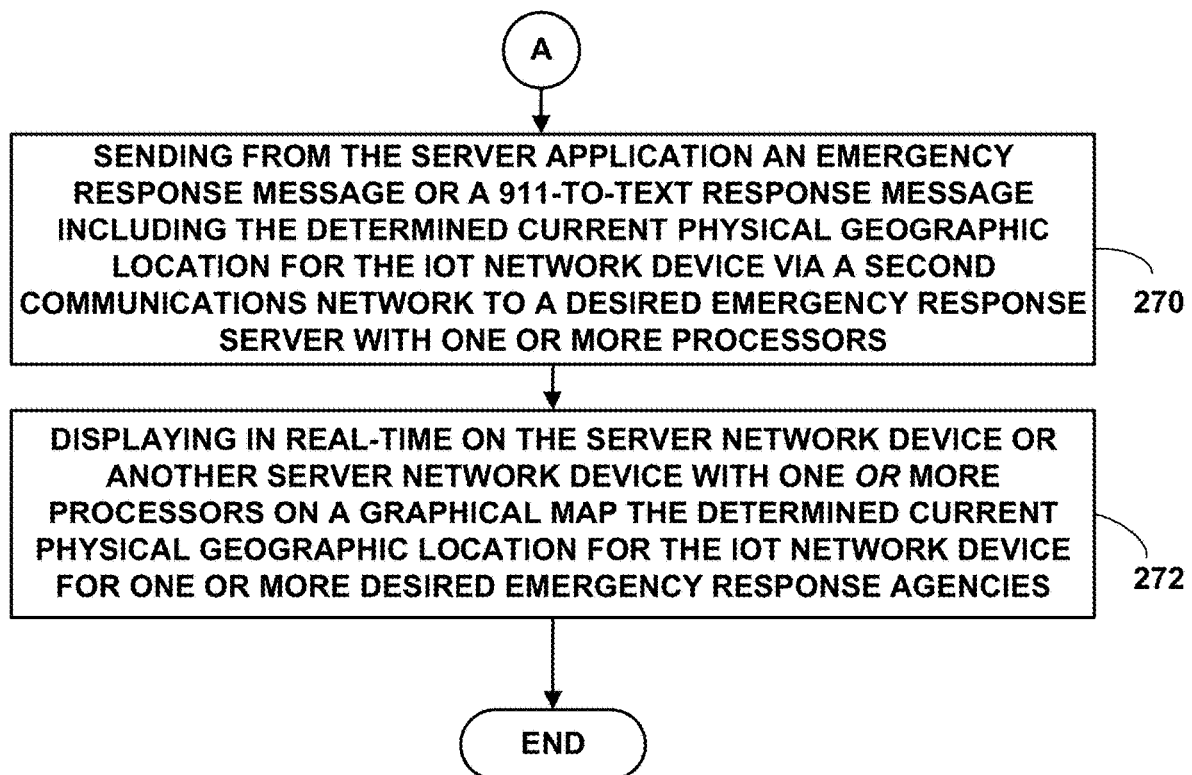 A
SENDING FROM THE SERVER APPLICATION AN EMERGENCY
RESPONSE MESSAGE OR A 911-TO-TEXT RESPONSE MESSAGE
INCLUDING THE DETERMINED CURRENT PHYSICAL GEOGRAPHIC
LOCATION FOR THE IOT NETWORK DEVICE VIA A SECOND
COMMUNICATIONS NETWORK TO A DESIRED EMERGENCY RESPONSE
SERVER WITH ONE OR MORE PROCESSORS
270
DISPLAYING IN REAL-TIME ON THE SERVER NETWORK DEVICE OR
ANOTHER SERVER NETWORK DEVICE WITH ONE OR MORE
PROCESSORS ON A GRAPHICAL MAP THE DETERMINED CURRENT
PHYSICAL GEOGRAPHIC LOCATION FOR THE IOT NETWORK DEVICE
FOR ONE OR MORE DESIRED EMERGENCY RESPONSE AGENCIES
272
END